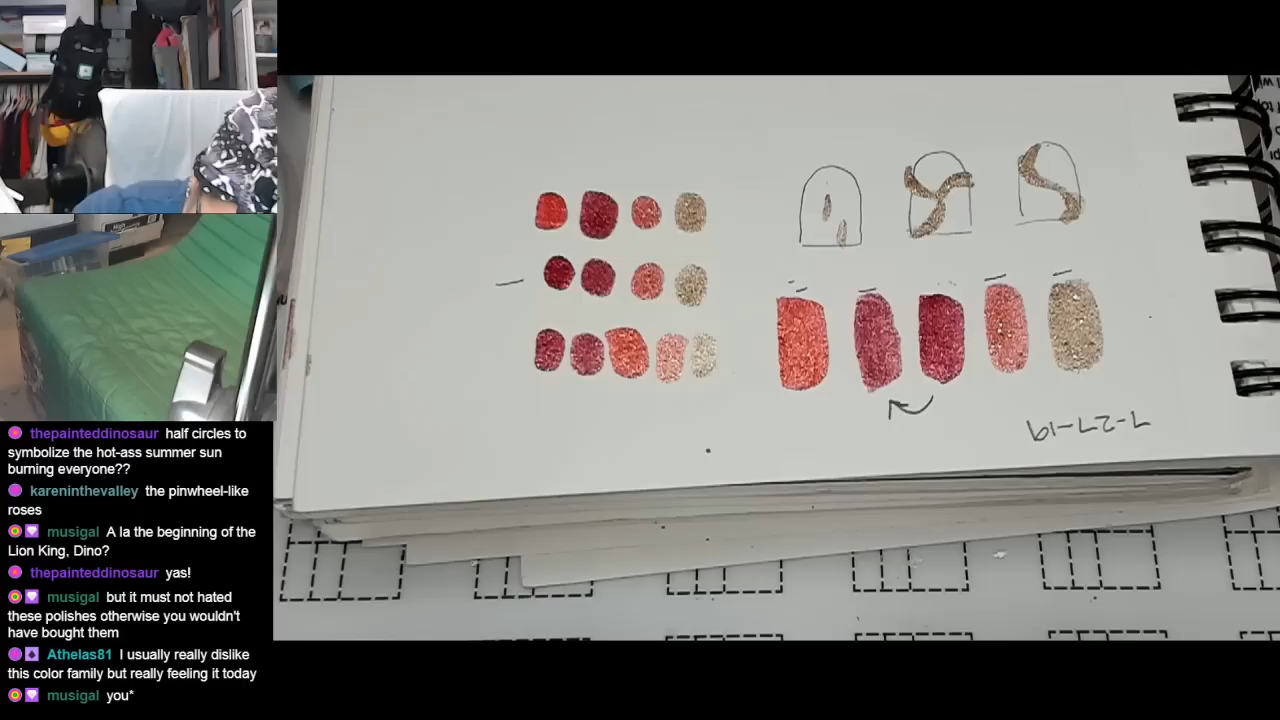 thepainteddinosaur half circles to
symbolize the hot-ass summer sun
burning everyone??
kareninthevalley the pinwheel-like
roses
musigal A la the beginning of the
Lion King, Dino?
thepainteddinosaur yas!
musigal but it must not hated
these polishes otherwise you wouldn't
have bought them
Athelas81 I usually really dislike
this color family but really feeling it today
musigal you*
7-27-19